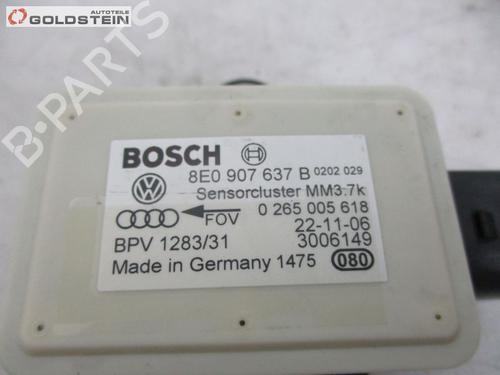 AUTOTEILE
GOLDSTEIN
B-PARTS
BOSCH
8E0 907 637 B 0202 029
Sensorcluster MM3.7k
FOV
0 265 005 618
22-11-06
BPV 1283/31
3006149
Made in Germany 1475
080